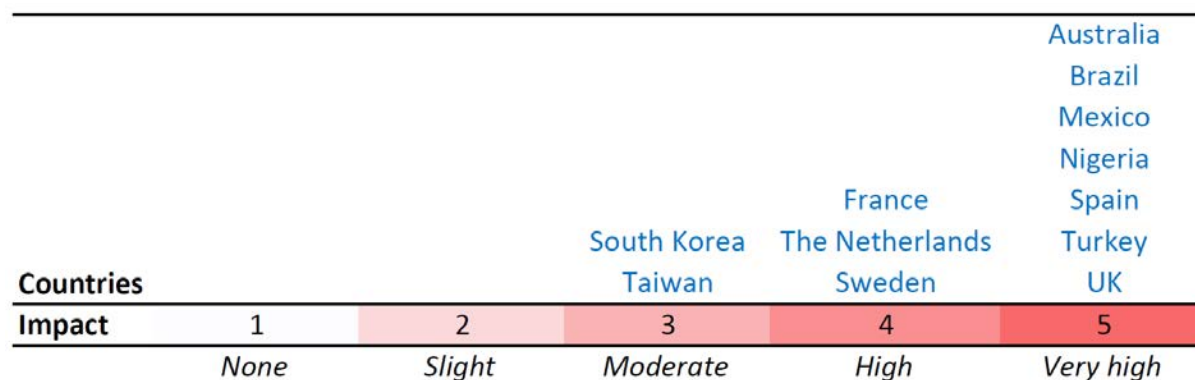 Australia
Brazil
Mexico
Nigeria
France Spain
South Korea The Netherlands Turkey
Countries Taiwan Sweden UK
Impact 1 2 3 4 5
None Slight Moderate High Very high